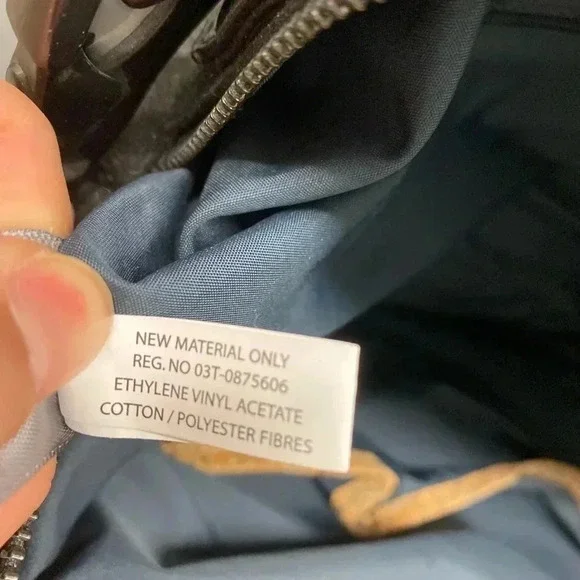 NEW MATERIAL ONLY
REG. NO 03T-0875606
ETHYLENE VINYL ACETATE
COTTON / POLYESTER FIBRES